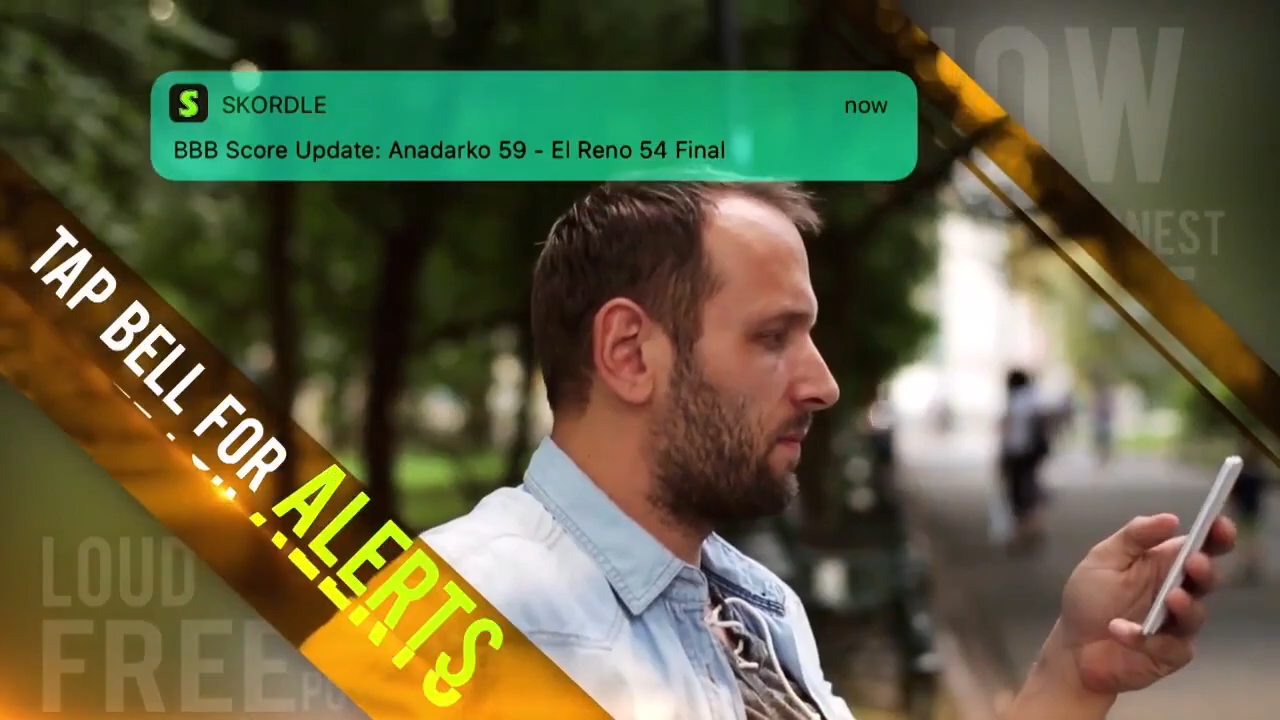 SKORDLE
now
BBB Score Update: Anadarko 59 - El Reno 54 Final
TAP BELL FOR ALERTS
LOUD
FREE